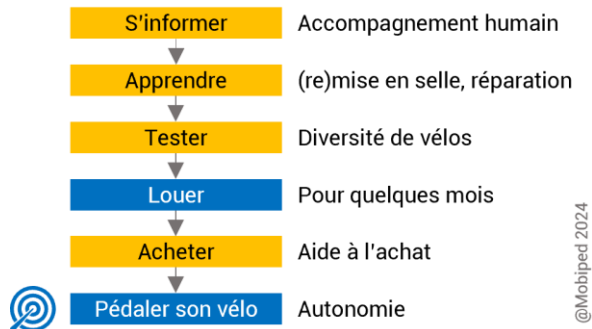 S'informer Accompagnement humain
Apprendre (re)mise en selle, réparation
Tester Diversité de vélos
Louer Pour quelques mois
Acheter Aide à l'achat
Pédaler son vélo Autonomie
@Mobiped 2024